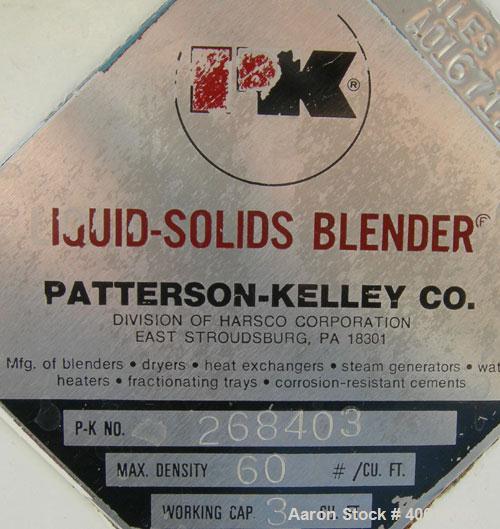 PK ®
LIQUID-SOLIDS BLENDER ®
PATTERSON-KELLEY CO.
DIVISION OF HARSCO CORPORATION
EAST STROUDSBURG, PA 18301
Mfg. of blenders • dryers • heat exchangers • steam generators • wat
heaters • fractionating trays • corrosion-resistant cements
P-K NO. 268403
MAX. DENSITY 60 #/CU. FT.
WORKING CAP. 3
Aaron Stock #